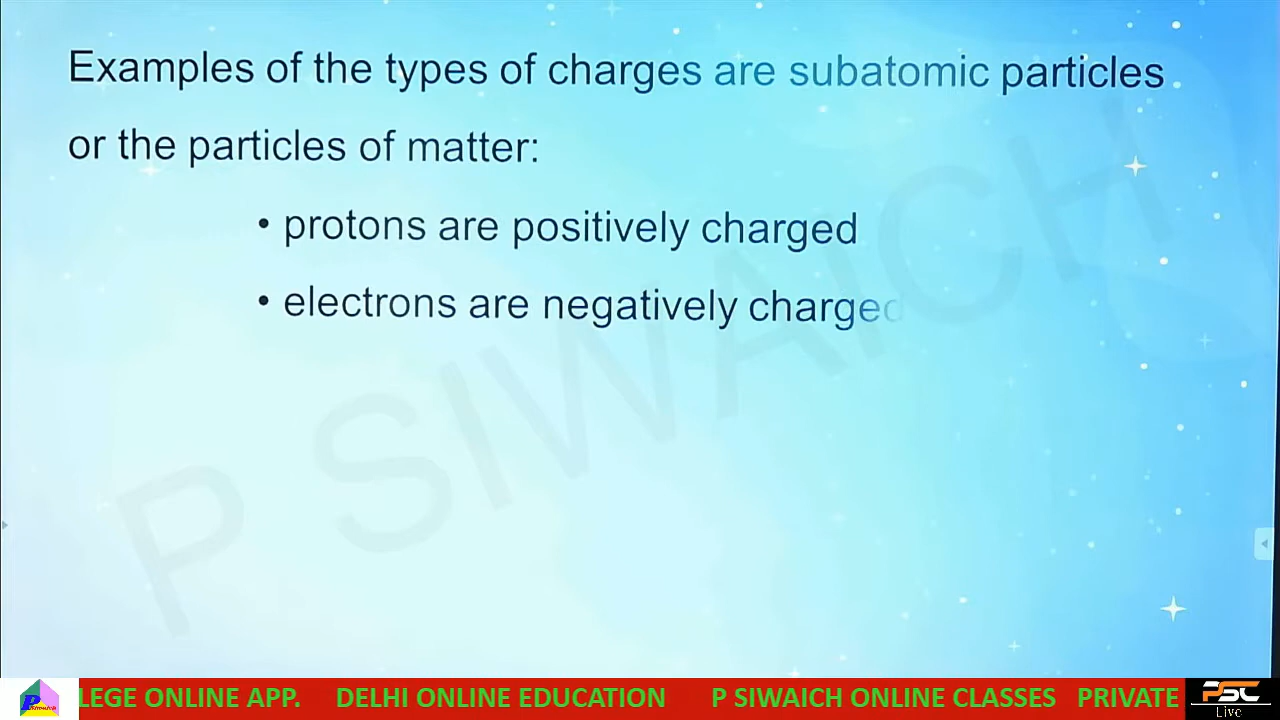 Examples of the types of charges are subatomic particles
or the particles of matter:
• protons are positively charged
• electrons are negatively charged
P SIWAICH
LEGE ONLINE APP. DELHI ONLINE EDUCATION P SIWAICH ONLINE CLASSES PRIVATE
PSC
Live